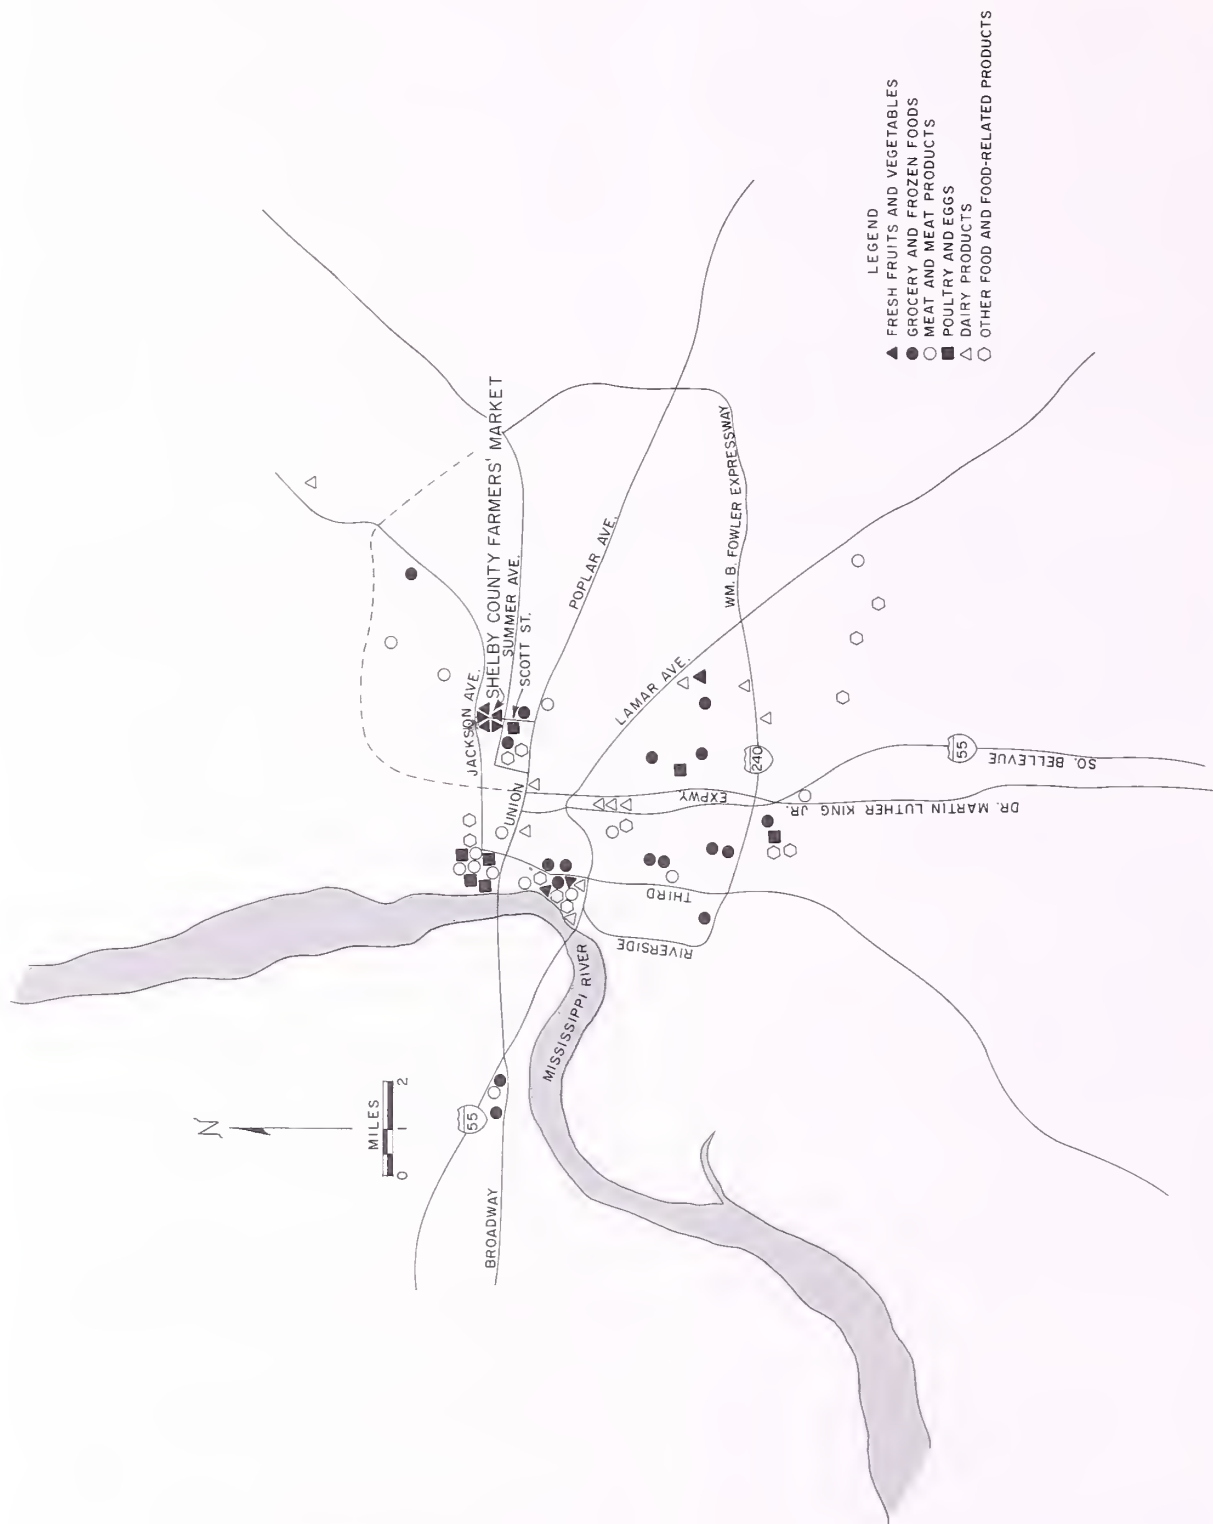 N
MILES
0 1 2
55
BROADWAY
MISSISSIPPI RIVER
RIVERSIDE
THIRD
UNION
JACKSON AVE.
SHELBY COUNTY FARMERS' MARKET
SUMMER AVE.
SCOTT ST.
POPLAR AVE.
LAMAR AVE.
WM. B. FOWLER EXPRESSWAY
EXPWY.
240
55
SO. BELLEVUE
DR. MARTIN LUTHER KING JR.
LEGEND
FRESH FRUITS AND VEGETABLES
GROCERY AND FROZEN FOODS
MEAT AND MEAT PRODUCTS
POULTRY AND EGGS
DAIRY PRODUCTS
OTHER FOOD AND FOOD-RELATED PRODUCTS